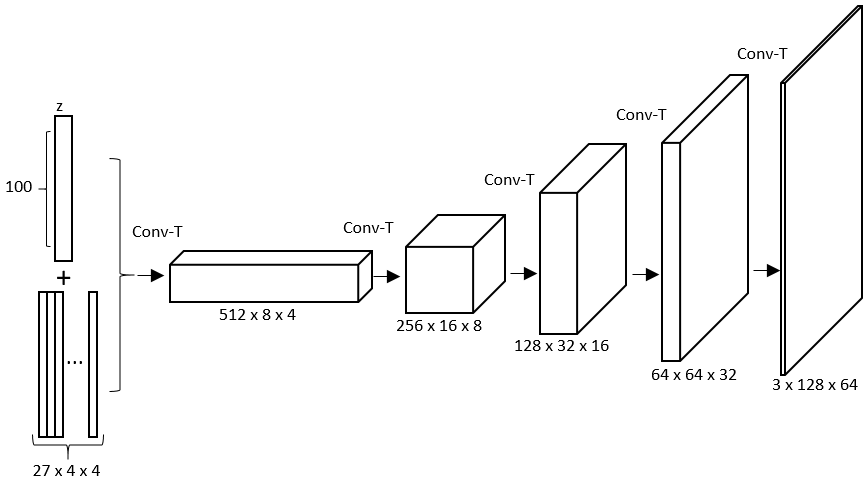 z
100
+
...
27 x 4 x 4
Conv-T
512 x 8 x 4
Conv-T
256 x 16 x 8
Conv-T
128 x 32 x 16
Conv-T
64 x 64 x 32
Conv-T
3 x 128 x 64